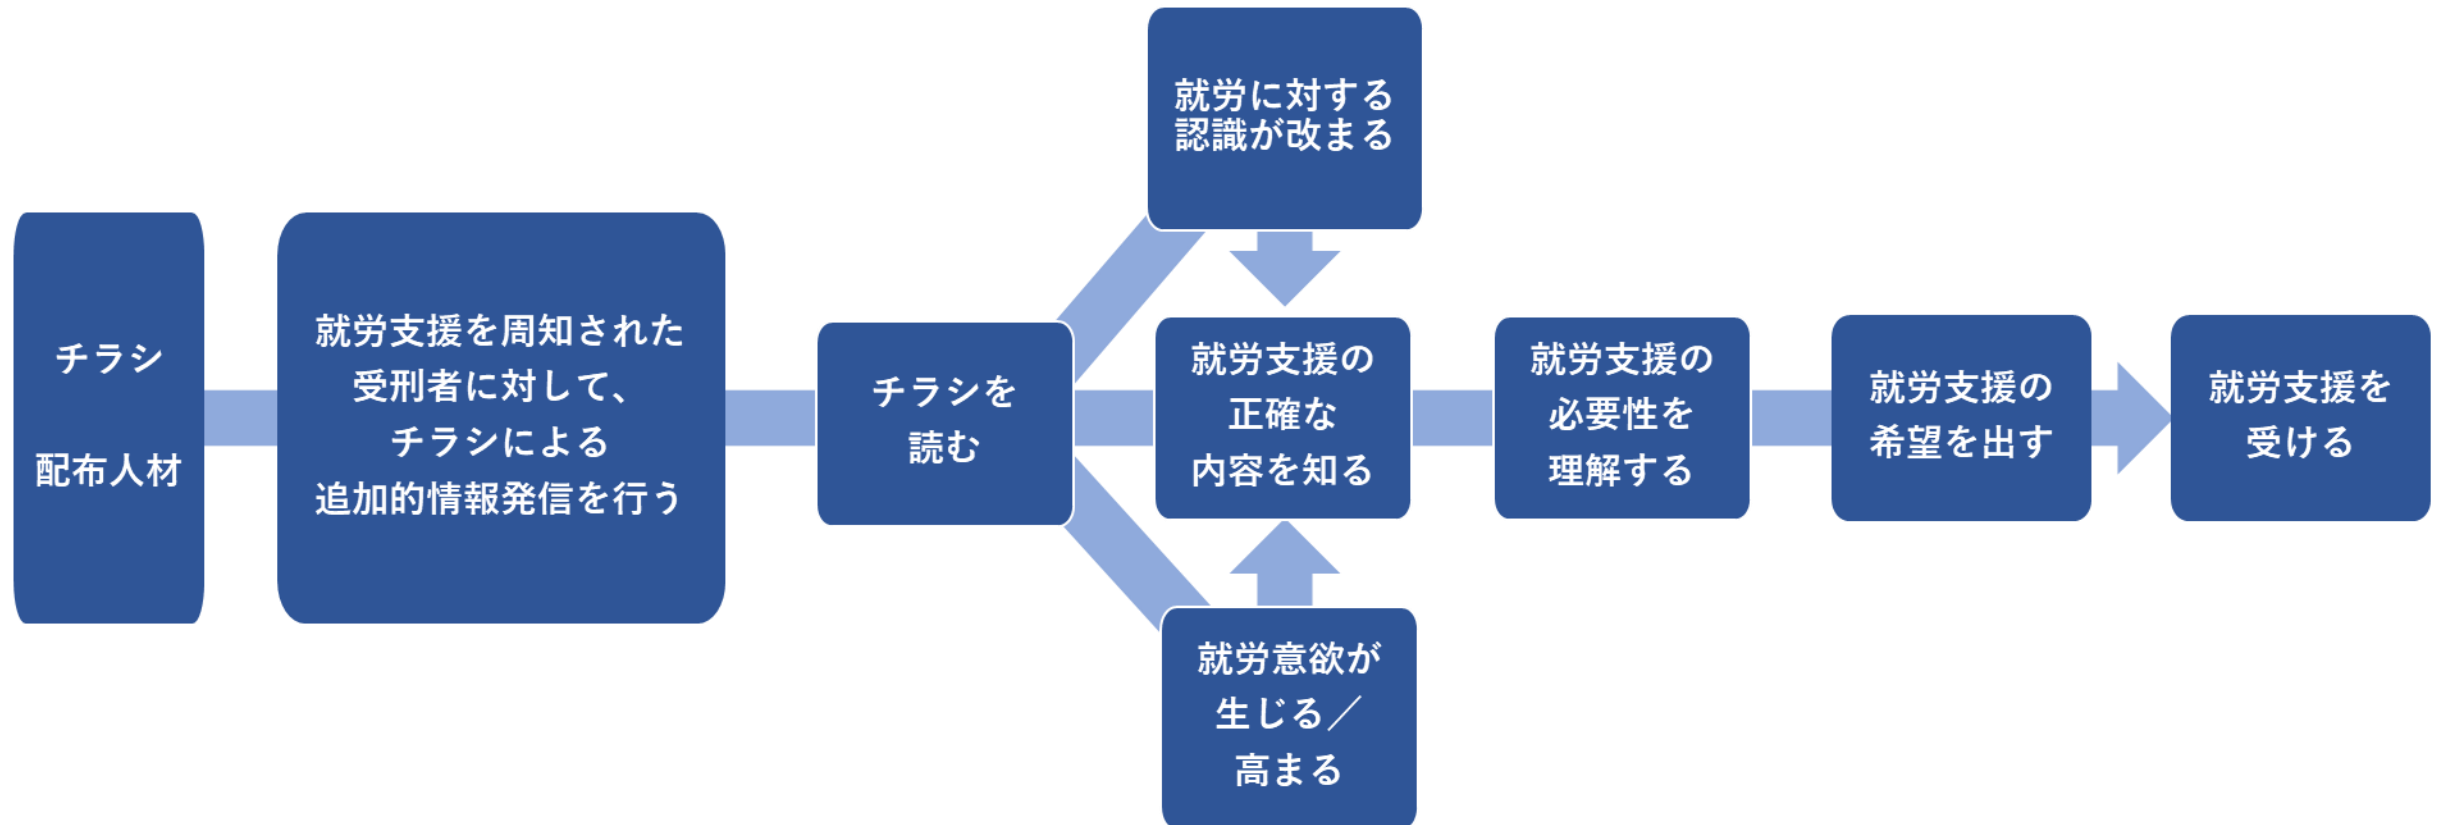 チラシ
配布人材
就労支援を周知された
受刑者に対して、
チラシによる
追加的情報発信を行う
チラシを
読む
就労に対する
認識が改まる
就労支援の
正確な
内容を知る
就労意欲が
生じる／
高まる
就労支援の
必要性を
理解する
就労支援の
希望を出す
就労支援を
受ける